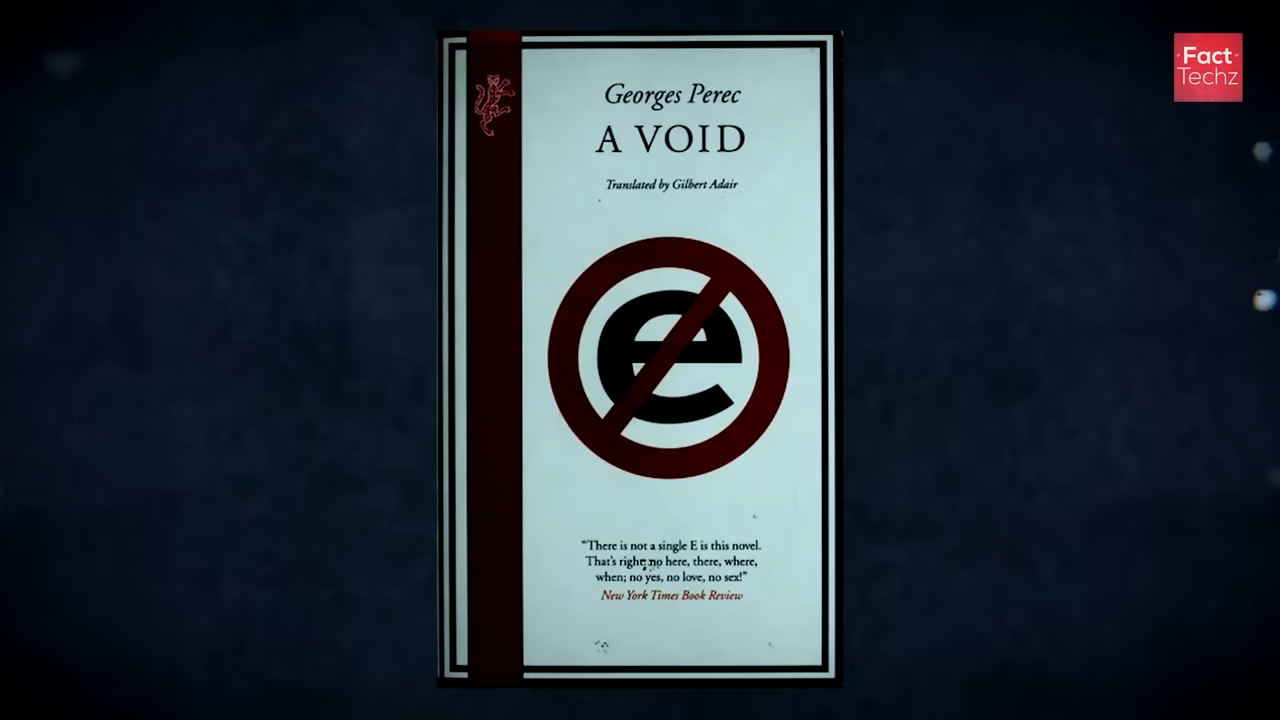 Fact
Techz
Georges Perec
A VOID
Translated by Gilbert Adair
e
“There is not a single E is this novel.
That's right; no here, there, where,
when; no yes, no love, no sex!”
New York Times Book Review